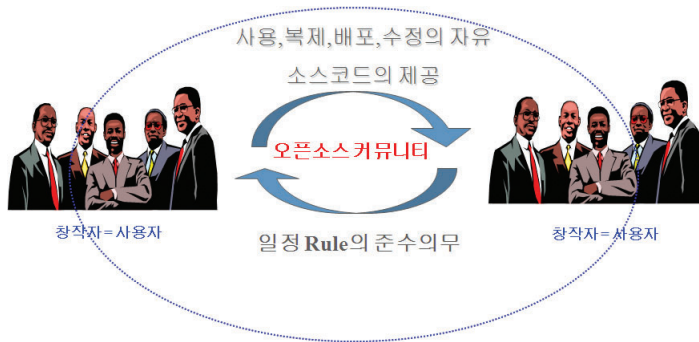 사용,복제,배포,수정의 자유
소스코드의 제공
오픈소스커뮤니티
창작자=사용자
창작자=사용자
일정 Rule의 준수의무